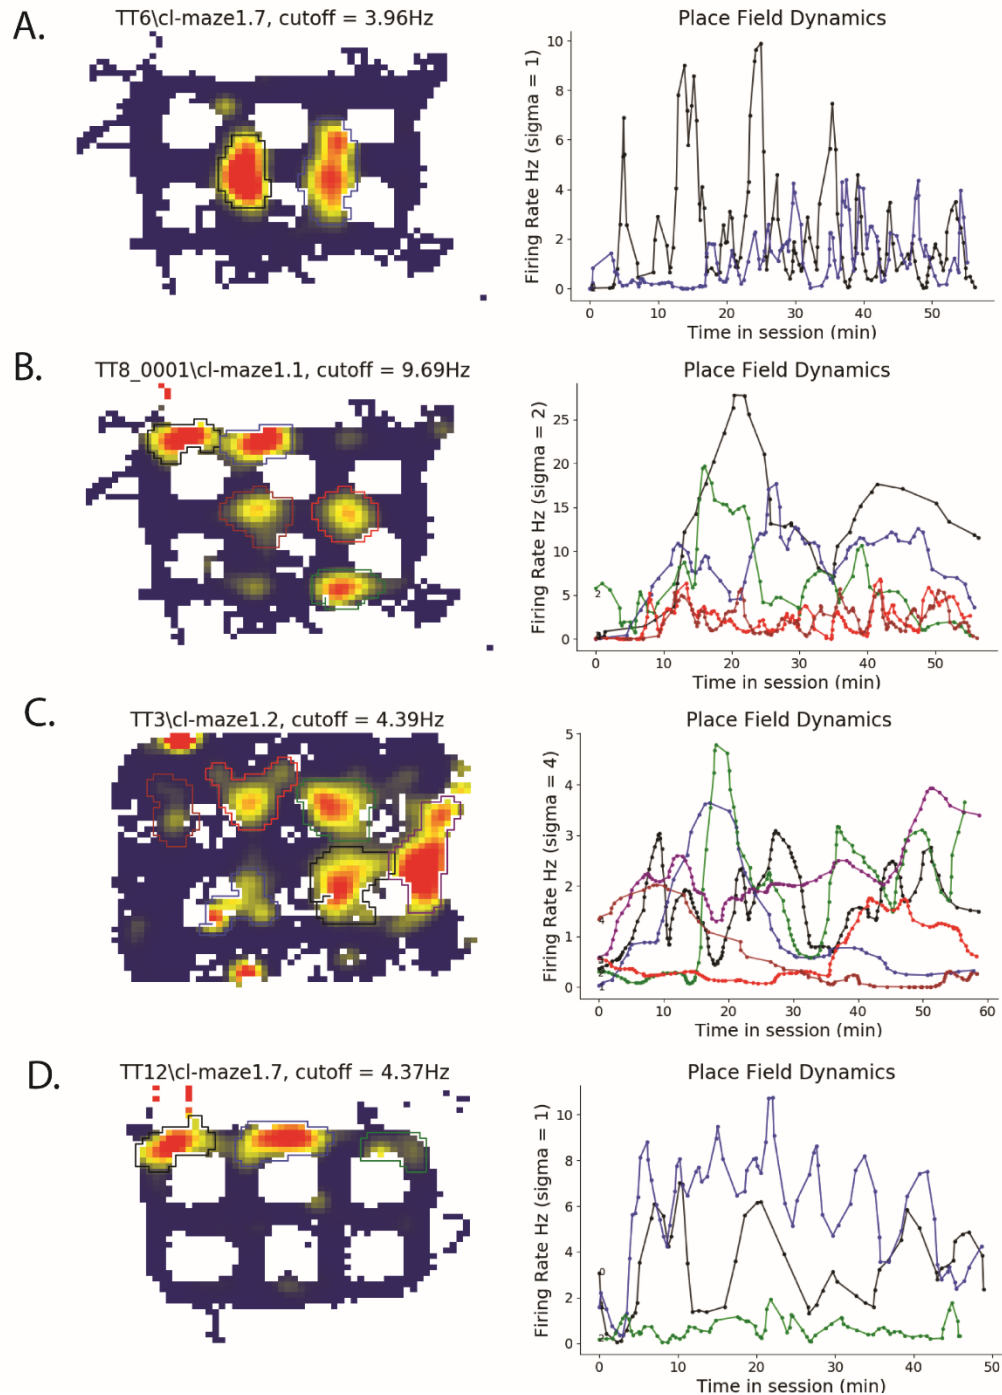 A.
TT6\cl-maze1.7, cutoff = 3.96Hz
Place Field Dynamics
Firing Rate Hz (sigma = 1)
10
8
6
4
2
0
0 10 20 30 40 50
Time in session (min)
B.
TT8_0001\cl-maze1.1, cutoff = 9.69Hz
Place Field Dynamics
Firing Rate Hz (sigma = 2)
25
20
15
10
5
0
2
0 10 20 30 40 50
Time in session (min)
C.
TT3\cl-maze1.2, cutoff = 4.39Hz
Place Field Dynamics
Firing Rate Hz (sigma = 4)
5
4
3
2
1
0
1
0 10 20 30 40 50 60
Time in session (min)
D.
TT12\cl-maze1.7, cutoff = 4.37Hz
Place Field Dynamics
Firing Rate Hz (sigma = 1)
10
8
6
4
2
0
0
1
2
0 10 20 30 40 50
Time in session (min)